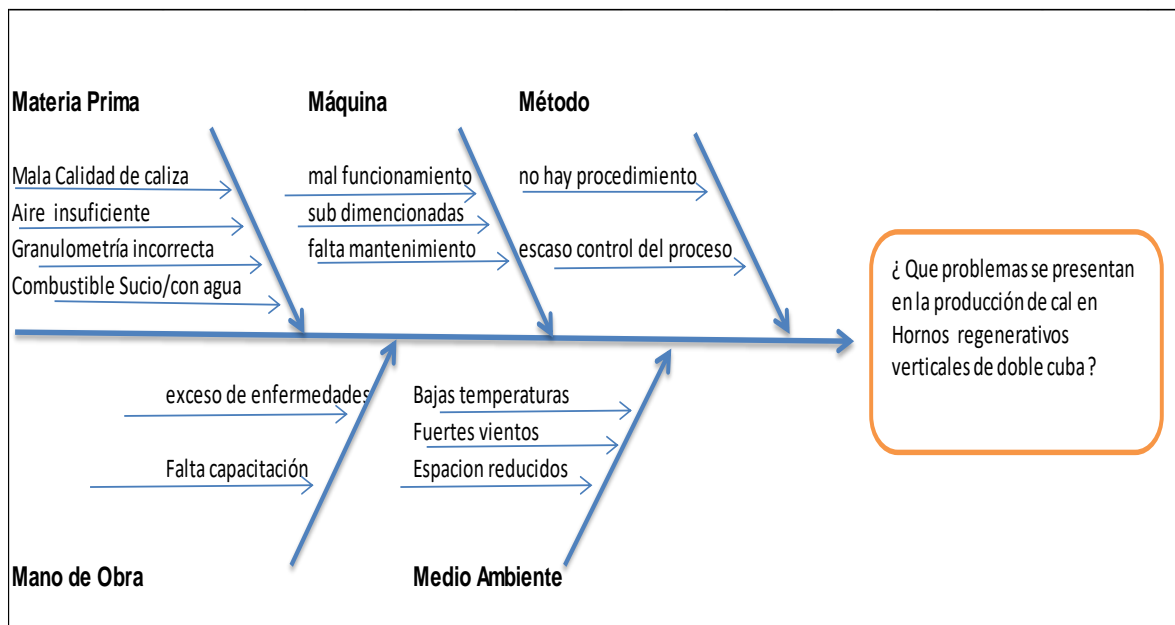 Materia Prima
Máquina
Método
Mala Calidad de caliza
Aire insuficiente
Granulometría incorrecta
Combustible Sucio/con agua
mal funcionamiento
sub dimencionadas
falta mantenimiento
no hay procedimiento
escaso control del proceso
¿ Que problemas se presentan
en la producción de cal en
Hornos regenerativos
verticales de doble cuba ?
exceso de enfermedades
Falta capacitación
Bajas temperaturas
Fuertes vientos
Espacion reducidos
Mano de Obra
Medio Ambiente